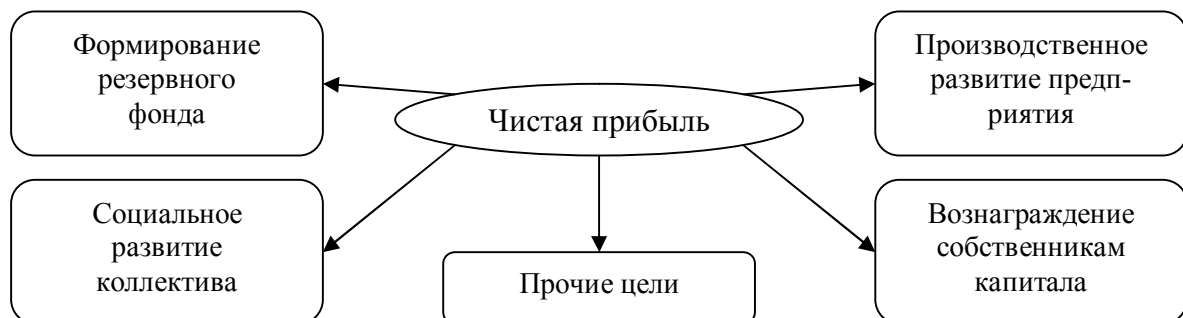 Формирование
резервного
фонда
Чистая прибыль
Производственное
развитие предп-
риятия
Социальное
развитие
коллектива
Прочие цели
Вознаграждение
собственникам
капитала